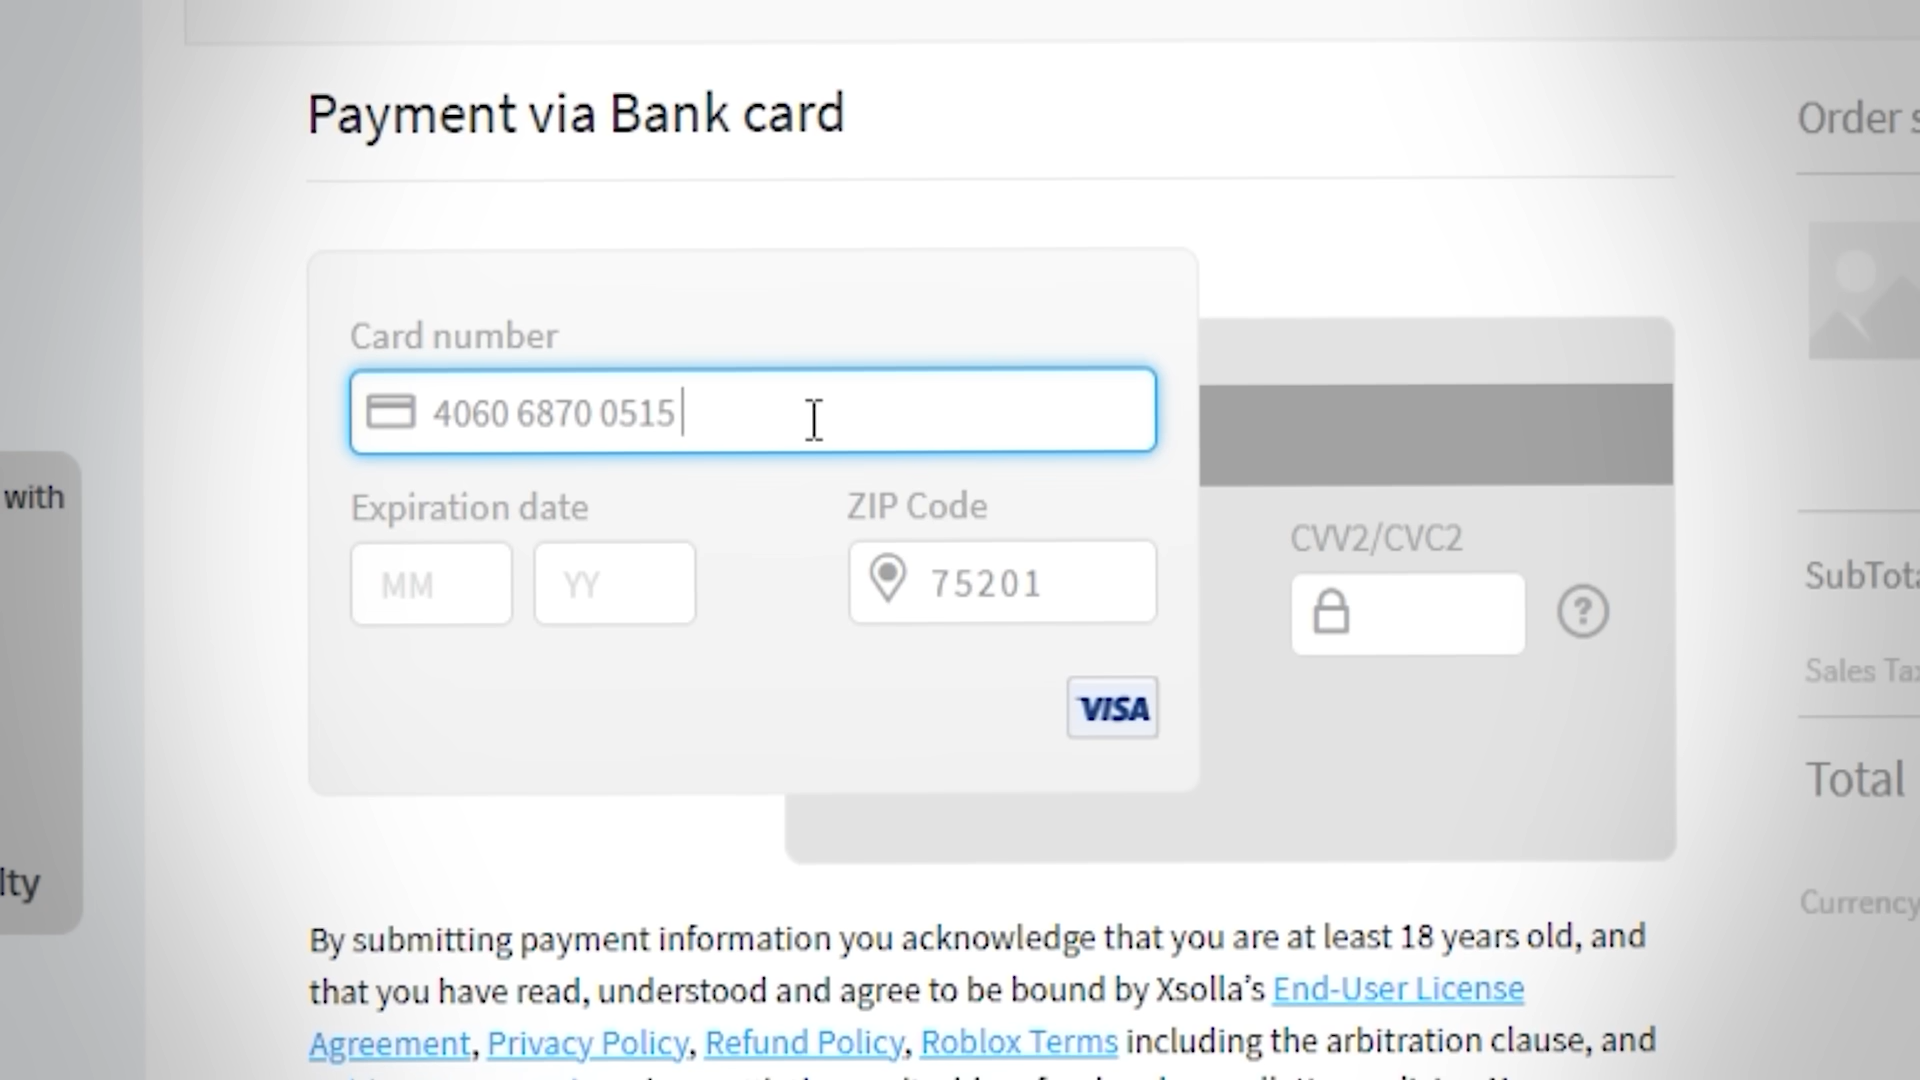 Payment via Bank card
Order s
Card number
4060 6870 0515
with
Expiration date
ZIP Code
CVV2/CVC2
MM
YY
75201
SubTota
Sales Tax
VISA
Total
lty
Currency
By submitting payment information you acknowledge that you are at least 18 years old, and
that you have read, understood and agree to be bound by Xsolla’s End-User License
Agreement, Privacy Policy, Refund Policy, Roblox Terms including the arbitration clause, and